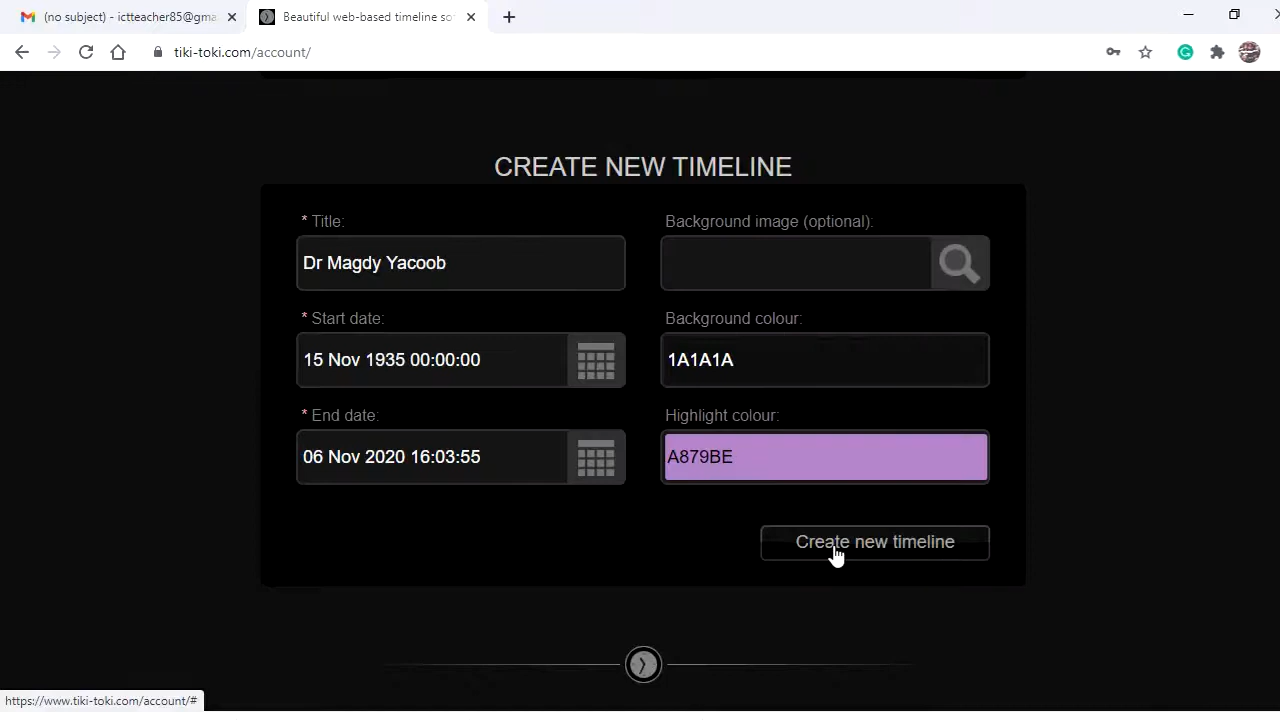 (no subject) - ictteacher85@gma
Beautiful web-based timeline so
tiki-toki.com/account/
CREATE NEW TIMELINE
* Title:
Background image (optional):
Dr Magdy Yacoob
* Start date:
Background colour:
15 Nov 1935 00:00:00
1A1A1A
* End date:
Highlight colour:
06 Nov 2020 16:03:55
A879BE
Create new timeline
https://www.tiki-toki.com/account/#